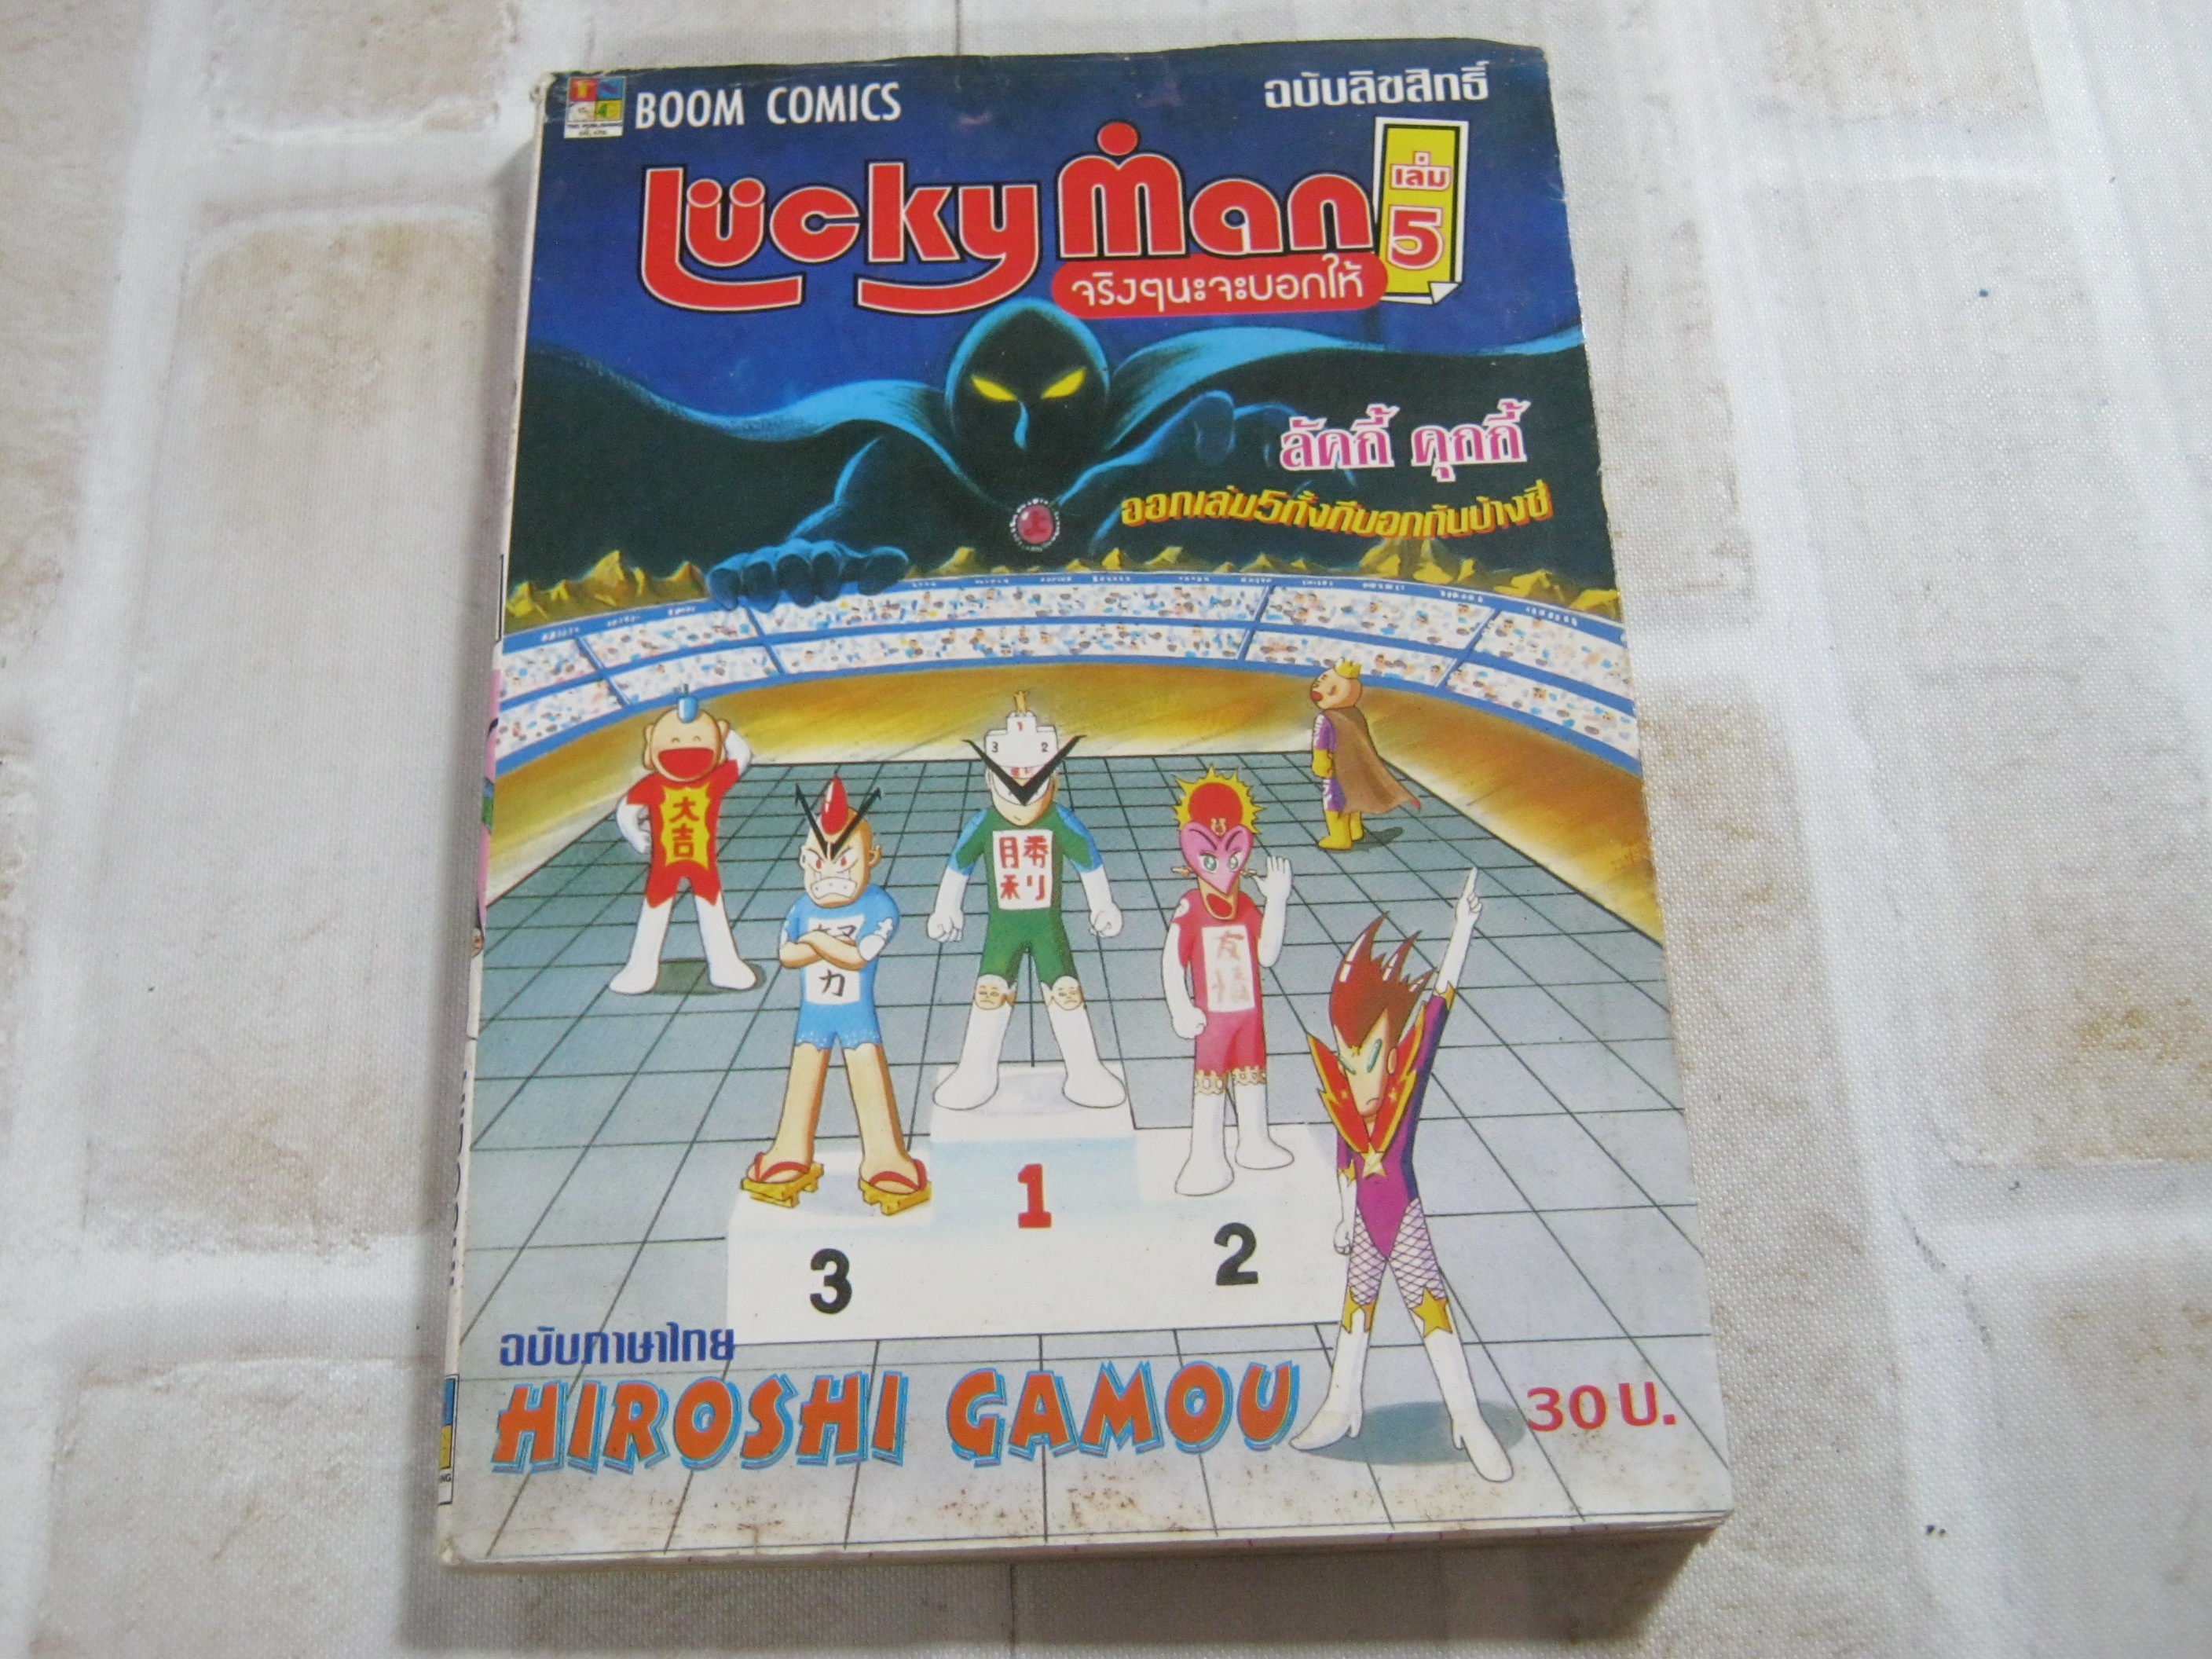 BOOM COMICS
ฉบับลิขสิทธิ์
Lucky Man
เล่ม
5
จริงๆนะจะบอกให้
ลัคกี้ คุกกี้
ออกเล่ม5ทั้งทีบอกกันบ้างซี
大吉
勝利
力
友情
1
3
2
1
2
3
ฉบับภาษาไทย
HIROSHI GAMOU
30 บ.